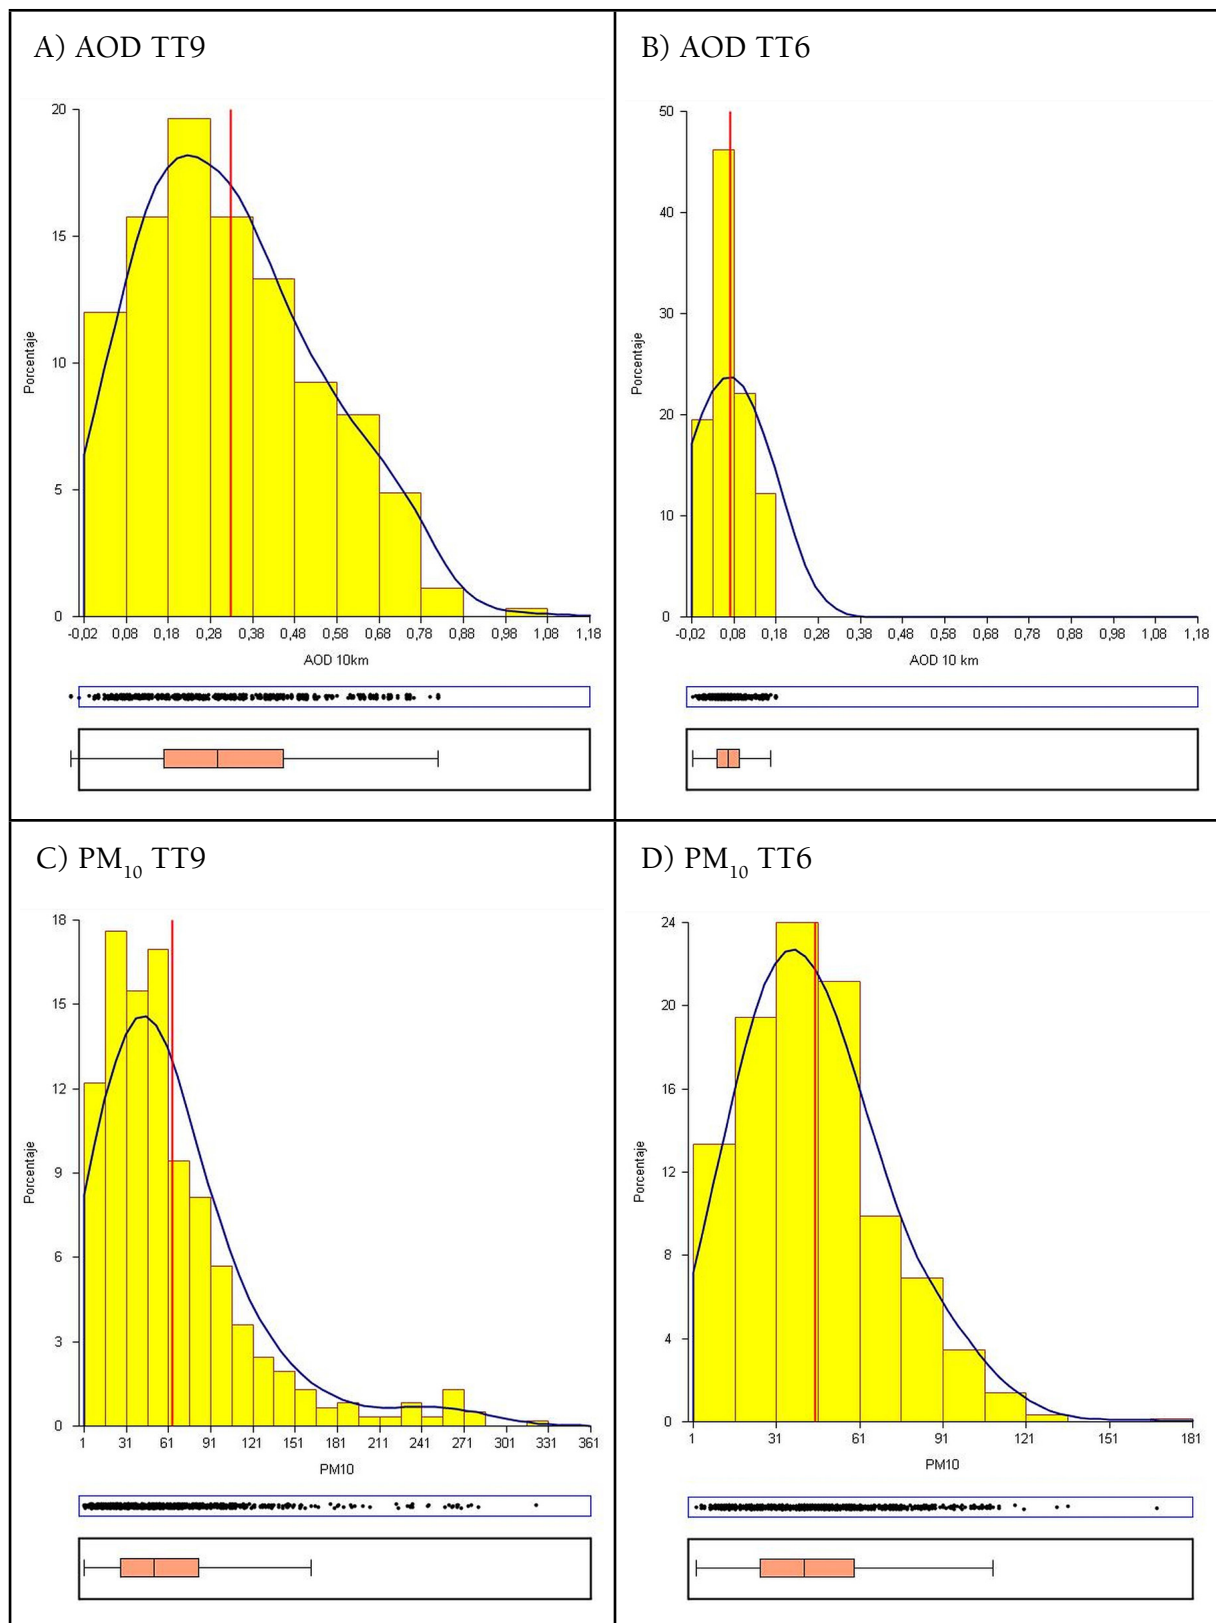 A) AOD TT9
20
15
10
5
0
Porcentaje
-0,02 0,08 0,18 0,28 0,38 0,48 0,58 0,68 0,78 0,88 0,98 1,08 1,18
AOD 10km
B) AOD TT6
50
40
30
20
10
0
Porcentaje
-0,02 0,08 0,18 0,28 0,38 0,48 0,58 0,68 0,78 0,88 0,98 1,08 1,18
AOD 10 km
C) PM₁₀ TT9
18
15
12
9
6
3
0
Porcentaje
1 31 61 91 121 151 181 211 241 271 301 331 361
PM10
D) PM₁₀ TT6
24
20
16
12
8
4
0
Porcentaje
1 31 61 91 121 151 181
PM10